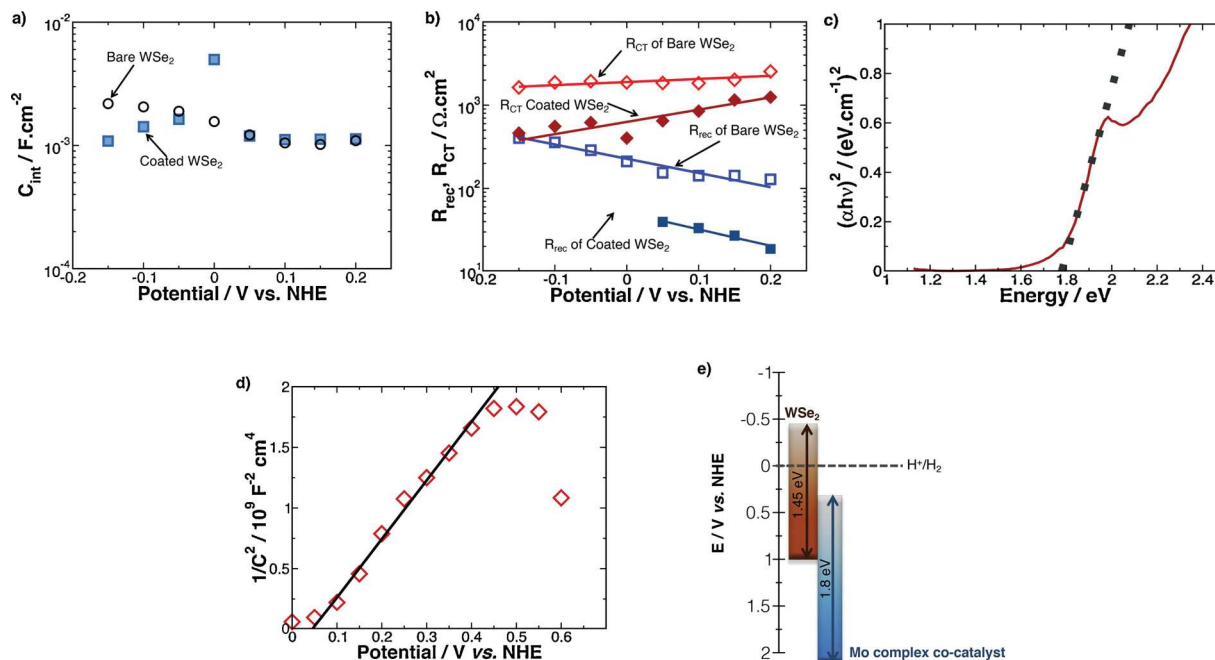 a)
10⁻²
10⁻³
10⁻⁴
C_int / F.cm⁻²
Bare WSe₂
Coated WSe₂
-0.2 -0.1 0 0.1 0.2
Potential / V vs. NHE
b)
10⁴
10³
10²
10¹
R_rec, R_CT / Ω.cm²
R_CT of Bare WSe₂
R_CT Coated WSe₂
R_rec of Bare WSe₂
R_rec of Coated WSe₂
-0.2 -0.1 0 0.1 0.2
Potential / V vs. NHE
c)
1
0.8
0.6
0.4
0.2
0
(αhν)² / (eV.cm⁻¹)²
1 1.2 1.4 1.6 1.8 2 2.2 2.4
Energy / eV
d)
2
1.5
1
0.5
0
1/C² / 10⁹ F⁻² cm⁴
0 0.1 0.2 0.3 0.4 0.5 0.6
Potential / V vs. NHE
e)
-1
-0.5
0
0.5
1
1.5
2
E / V vs. NHE
WSe₂
H⁺/H₂
1.45 eV
1.8 eV
Mo complex co-catalyst